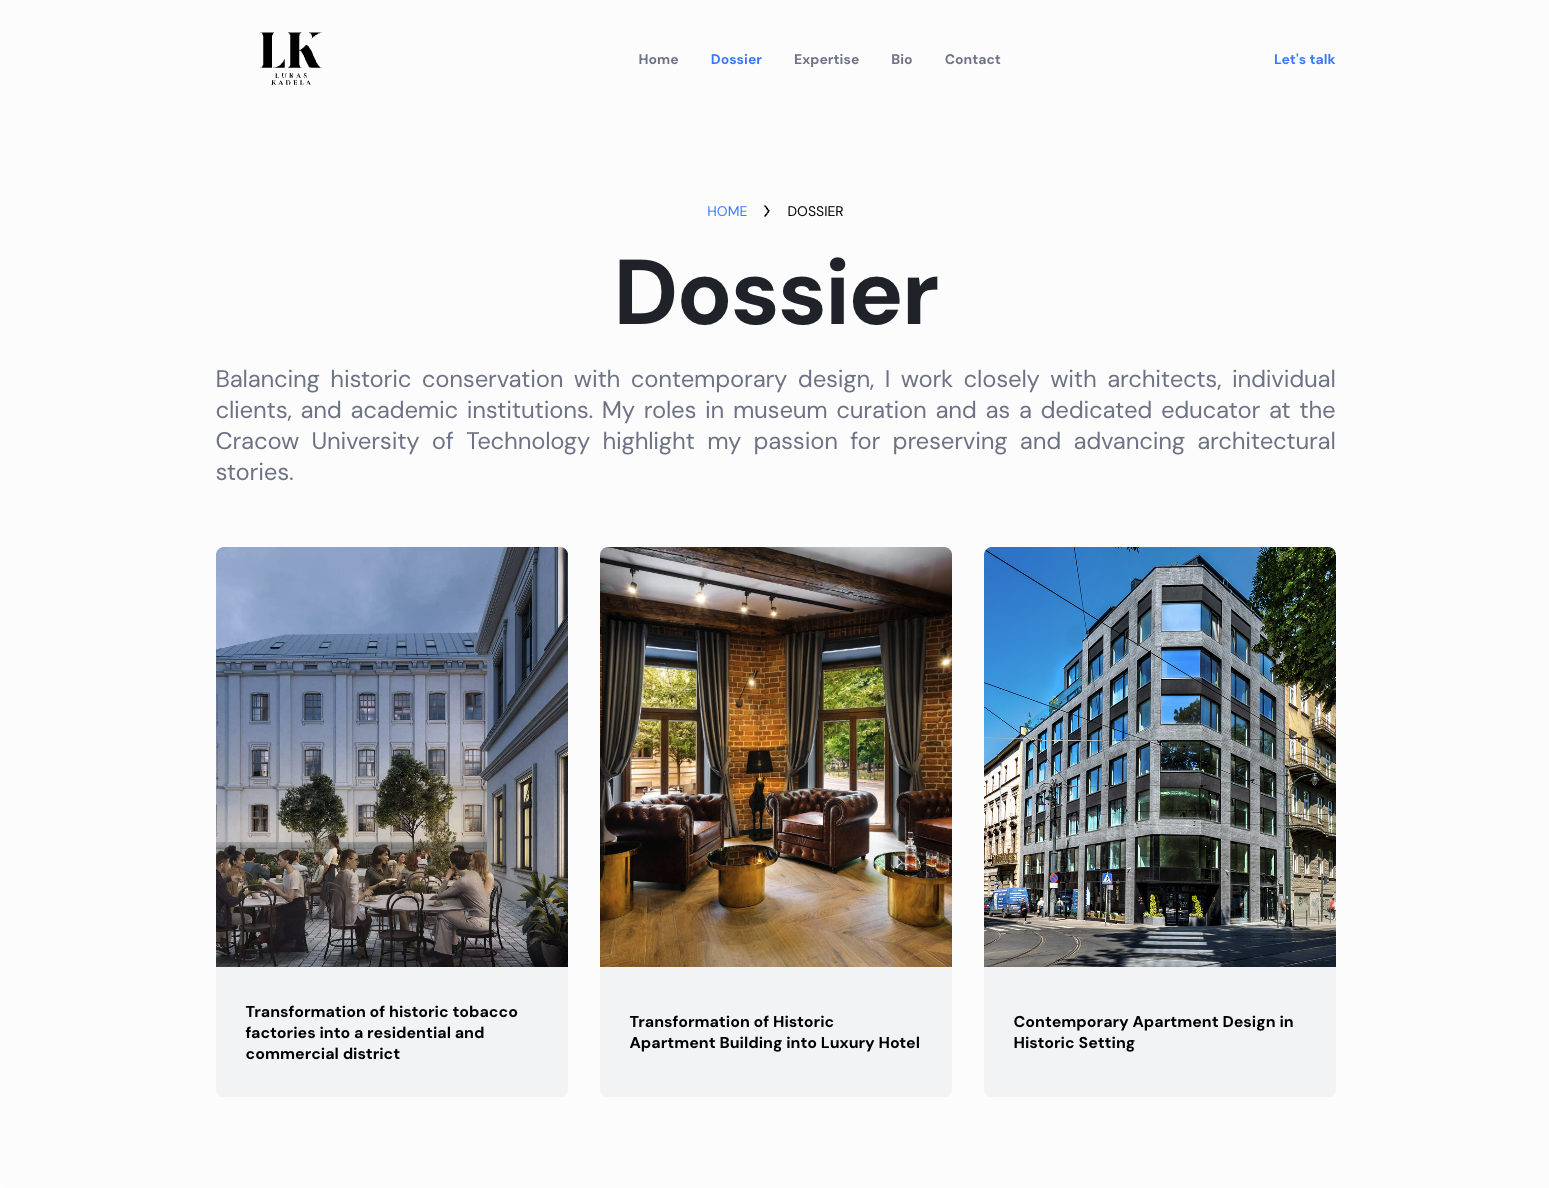 LK
LUKAS
KADELA
Home Dossier Expertise Bio Contact Let's talk
HOME DOSSIER
Dossier
Balancing historic conservation with contemporary design, I work closely with architects, individual
clients, and academic institutions. My roles in museum curation and as a dedicated educator at the
Cracow University of Technology highlight my passion for preserving and advancing architectural
stories.
Transformation of historic tobacco
factories into a residential and
commercial district
Transformation of Historic
Apartment Building into Luxury Hotel
Contemporary Apartment Design in
Historic Setting